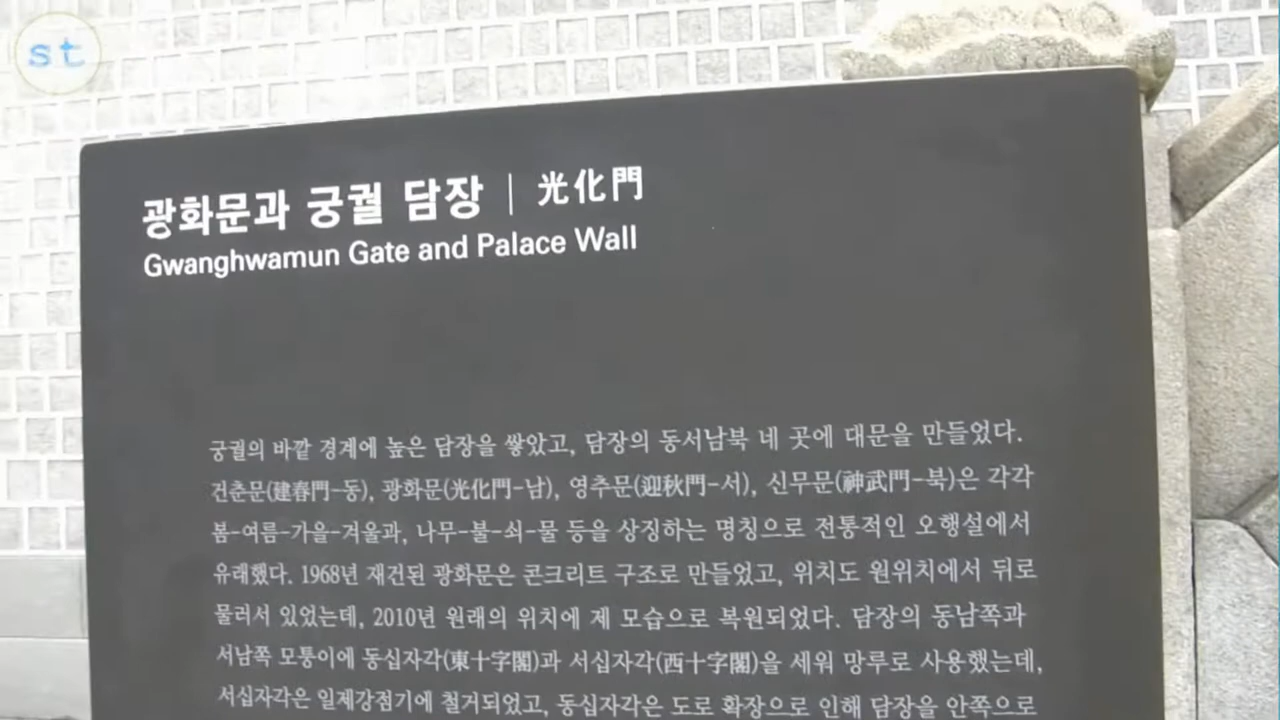 st
광화문과 궁궐 담장 | 光化門
Gwanghwamun Gate and Palace Wall
궁궐의 바깥 경계에 높은 담장을 쌓았고, 담장의 동서남북 네 곳에 대문을 만들었다.
건춘문(建春門-동), 광화문(光化門-남), 영추문(迎秋門-서), 신무문(神武門-북)은 각각
봄-여름-가을-겨울과, 나무-불-쇠-물 등을 상징하는 명칭으로 전통적인 오행설에서
유래했다. 1968년 재건된 광화문은 콘크리트 구조로 만들었고, 위치도 원위치에서 뒤로
물러서 있었는데, 2010년 원래의 위치에 제 모습으로 복원되었다. 담장의 동남쪽과
서남쪽 모퉁이에 동십자각(東十字閣)과 서십자각(西十字閣)을 세워 망루로 사용했는데,
서십자각은 일제강점기에 철거되었고, 동십자각은 도로 확장으로 인해 담장을 안쪽으로